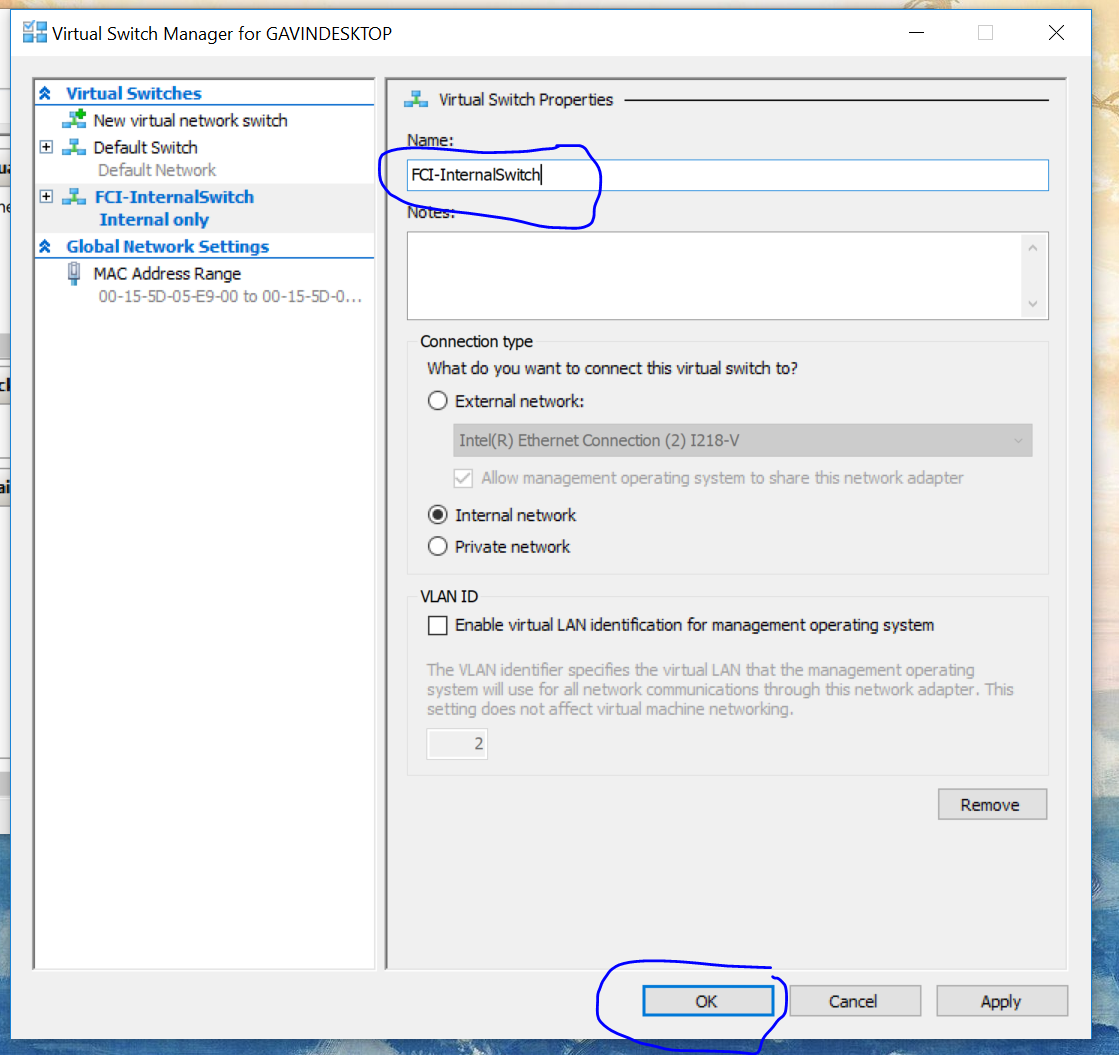 Virtual Switch Manager for GAVINDESKTOP
Virtual Switches
New virtual network switch
Default Switch
Default Network
FCI-InternalSwitch
Internal only
Global Network Settings
MAC Address Range
00-15-5D-05-E9-00 to 00-15-5D-0...
Virtual Switch Properties
Name:
FCI-InternalSwitch
Notes:
Connection type
What do you want to connect this virtual switch to?
External network:
Intel(R) Ethernet Connection (2) I218-V
Allow management operating system to share this network adapter
Internal network
Private network
VLAN ID
Enable virtual LAN identification for management operating system
The VLAN identifier specifies the virtual LAN that the management operating
system will use for all network communications through this network adapter. This
setting does not affect virtual machine networking.
2
Remove
OK
Cancel
Apply